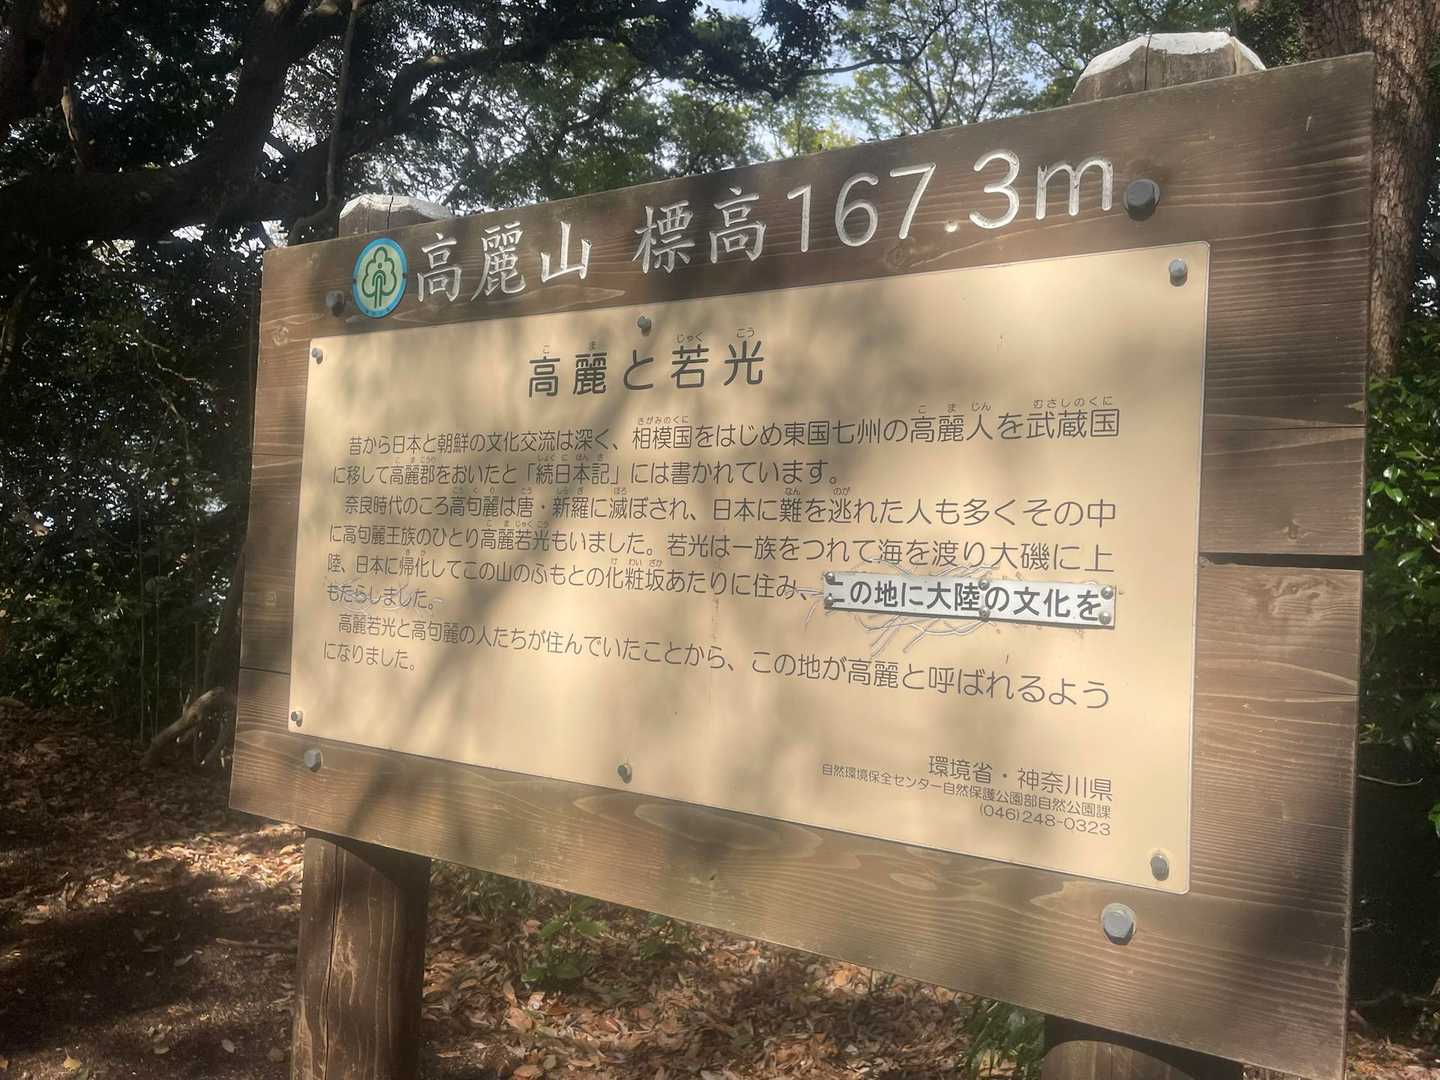 高麗山 標高167.3m
高麗と若光
昔から日本と朝鮮の文化交流は深く、相模国をはじめ東国七州の高麗人を武蔵国
に移して高麗郡をおいたと「続日本記」には書かれています。
奈良時代のころ高句麗は唐・新羅に滅ぼされ、日本に難を逃れた人も多くその中
に高句麗王族のひとり高麗若光もいました。若光は一族をつれて海を渡り大磯に上
陸、日本に帰化してこの山のふもとの化粧坂あたりに住み、この地に大陸の文化を
もたらしました。
高麗若光と高句麗の人たちが住んでいたことから、この地が高麗と呼ばれるよう
になりました。
環境省・神奈川県
自然環境保全センター自然保護公園部自然公園課
(046)248-0323